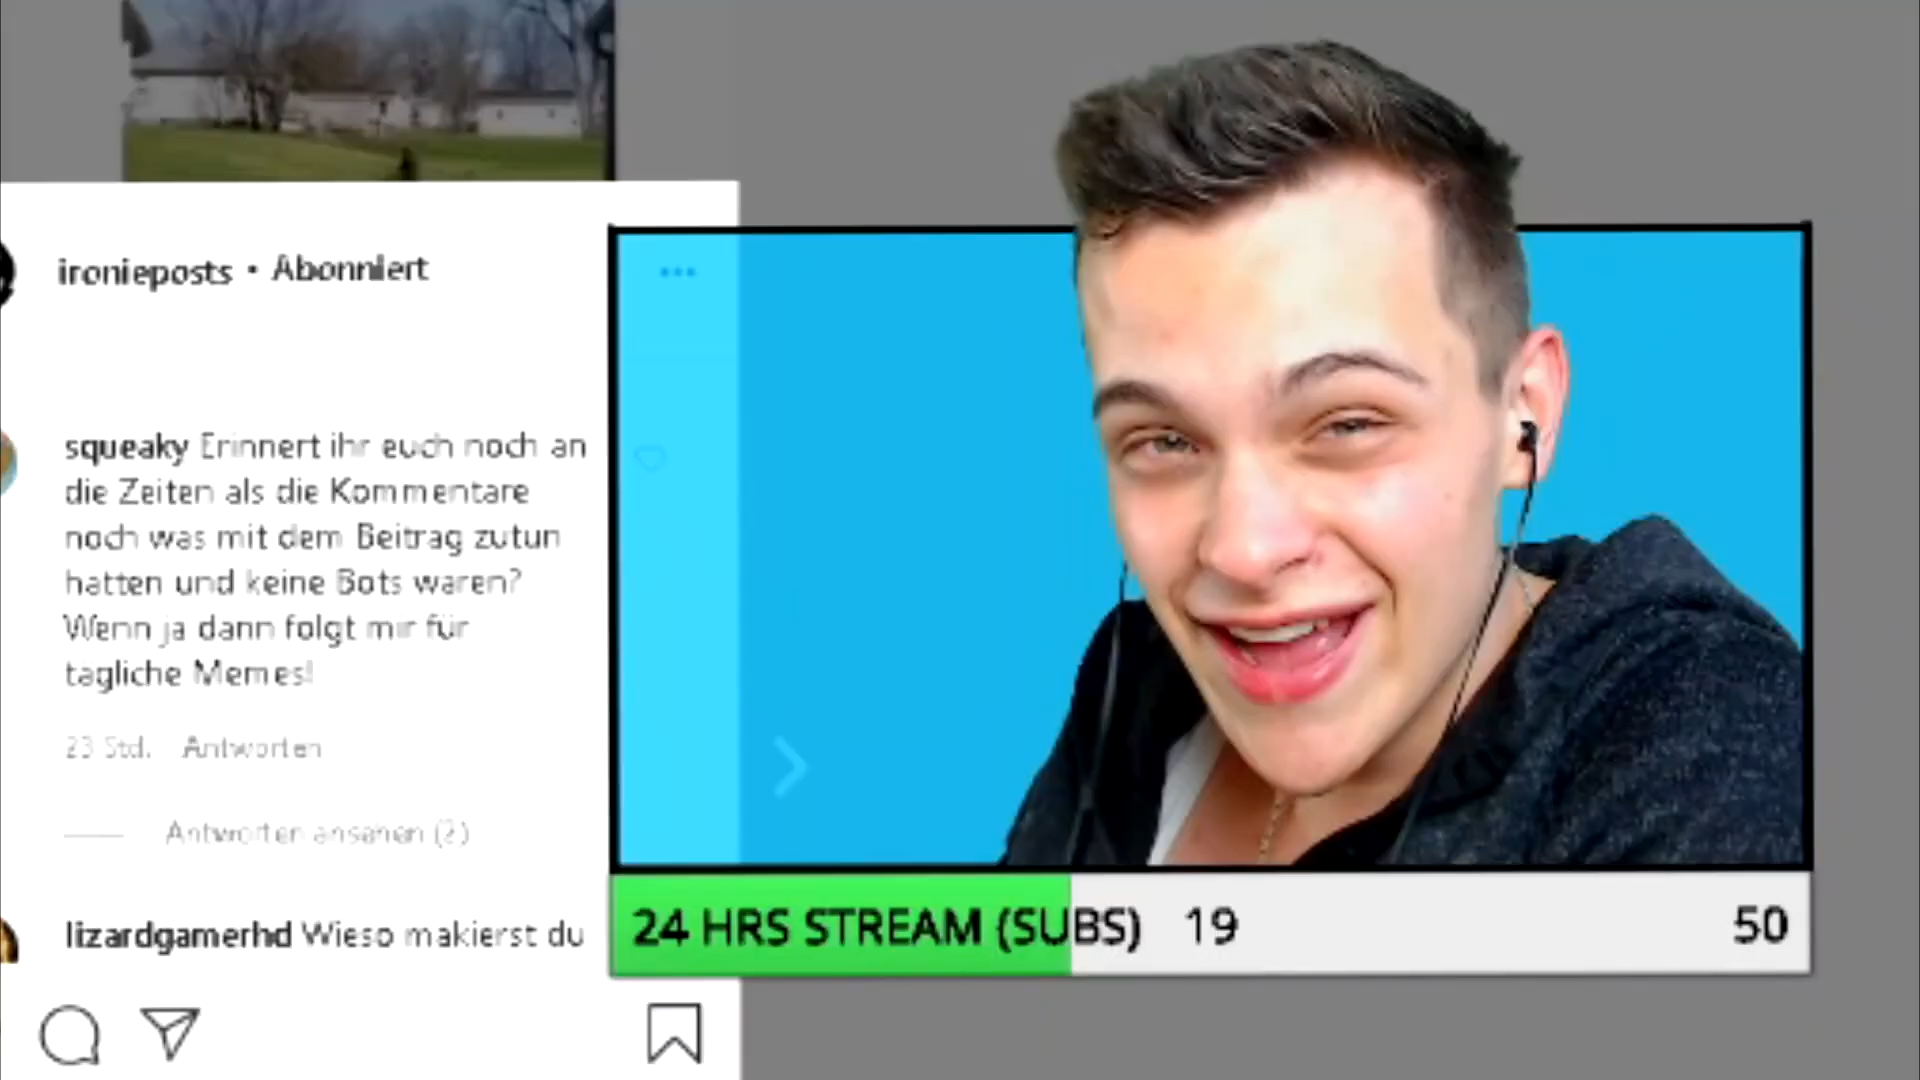 ironieposts • Abonniert
squeaky Erinnert ihr euch noch an
die Zeiten als die Kommentare
noch was mit dem Beitrag zutun
hatten und keine Bots waren?
Wenn ja dann folgt mir für
tagliche Memes!
23 Std. Antworten
Antworten ansehen (2)
lizardgamerhd Wieso makierst du
24 HRS STREAM (SUBS) 19 50